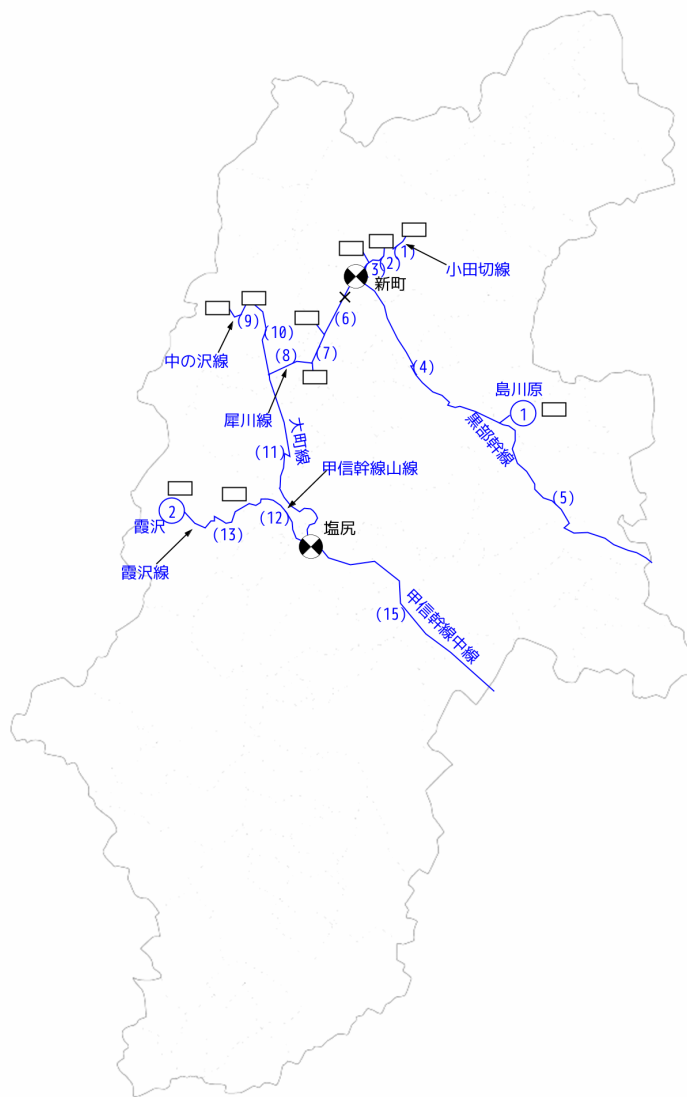 (1)
(2)
3)
小田切線
新町
(9)
(10)
(6)
中の沢線
(8)
(7)
(4)
島川原
1
犀川線
大町線
黒部幹線
(11)
甲信幹線山線
(5)
2
霞沢
(12)
塩尻
(13)
霞沢線
甲信幹線中線
(15)